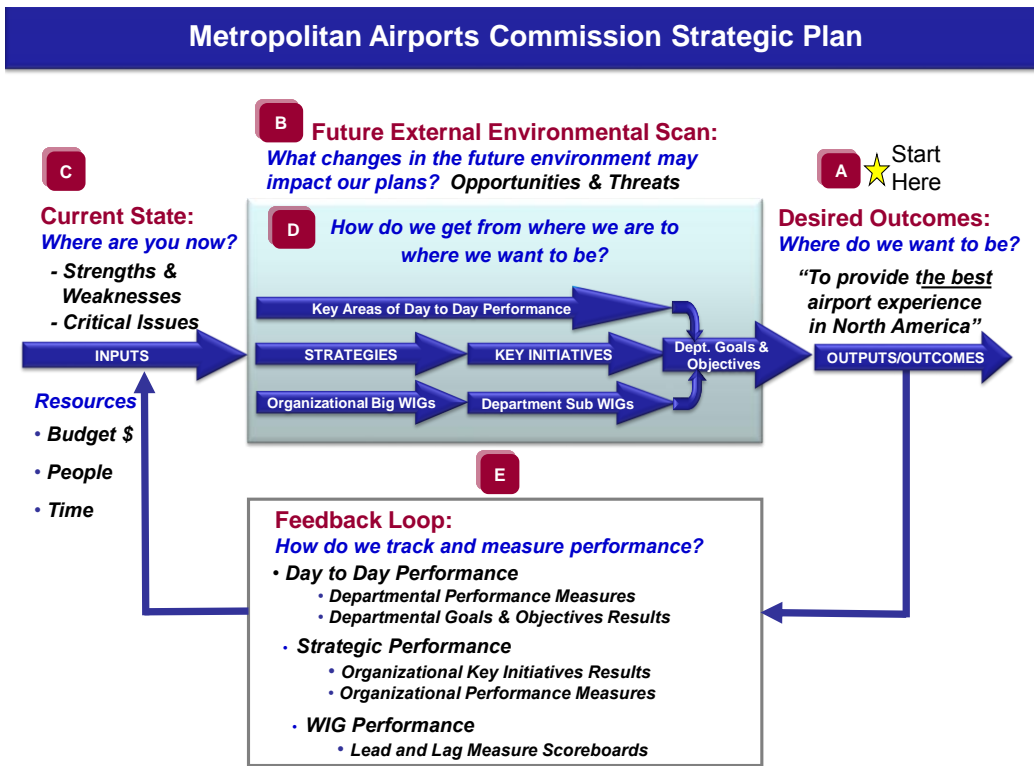 Metropolitan Airports Commission Strategic Plan
B
Future External Environmental Scan:
What changes in the future environment may
impact our plans? Opportunities & Threats
C
Current State:
Where are you now?
- Strengths &
Weaknesses
- Critical Issues
INPUTS
Resources
• Budget $
• People
• Time
D
How do we get from where we are to
where we want to be?
Key Areas of Day to Day Performance
STRATEGIES
KEY INITIATIVES
Organizational Big WIGs
Department Sub WIGs
Dept. Goals &
Objectives
A
Start
Here
Desired Outcomes:
Where do we want to be?
“To provide the best
airport experience
in North America”
OUTPUTS/OUTCOMES
E
Feedback Loop:
How do we track and measure performance?
• Day to Day Performance
• Departmental Performance Measures
• Departmental Goals & Objectives Results
• Strategic Performance
• Organizational Key Initiatives Results
• Organizational Performance Measures
• WIG Performance
• Lead and Lag Measure Scoreboards